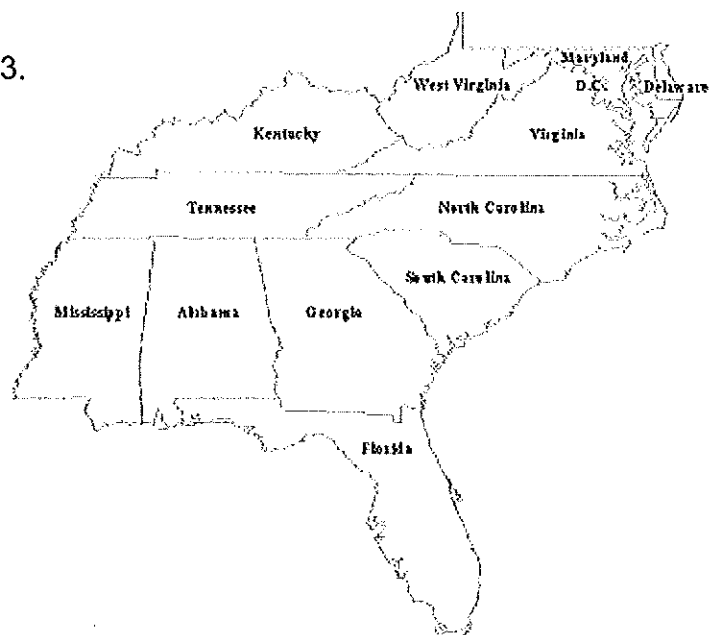 3.
Maryland
West Virginia
D.C.
Delaware
Kentucky
Virginia
Tennessee
North Carolina
South Carolina
Mississippi
Alabama
Georgia
Florida